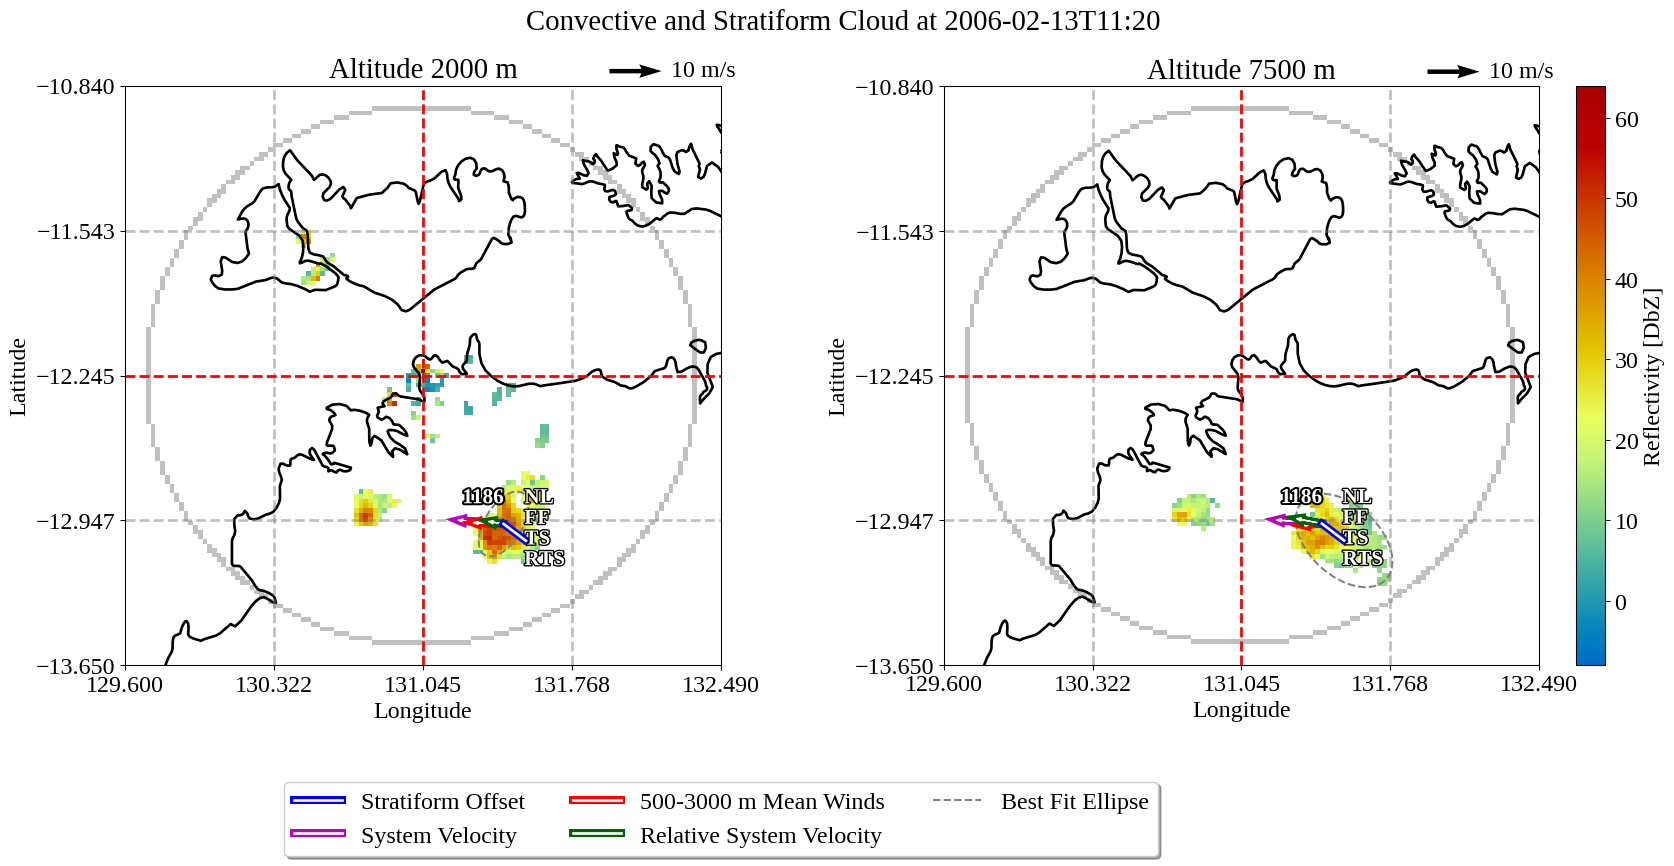 Convective and Stratiform Cloud at 2006-02-13T11:20
Altitude 2000 m
10 m/s
−10.840
−11.543
−12.245
−12.947
−13.650
Latitude
1186
NL
FF
TS
RTS
129.600
130.322
131.045
131.768
132.490
Longitude
Altitude 7500 m
10 m/s
−10.840
−11.543
−12.245
−12.947
−13.650
Latitude
1186
NL
FF
TS
RTS
129.600
130.322
131.045
131.768
132.490
Longitude
60
50
40
30
20
10
0
Reflectivity [DbZ]
Stratiform Offset
System Velocity
500-3000 m Mean Winds
Relative System Velocity
Best Fit Ellipse